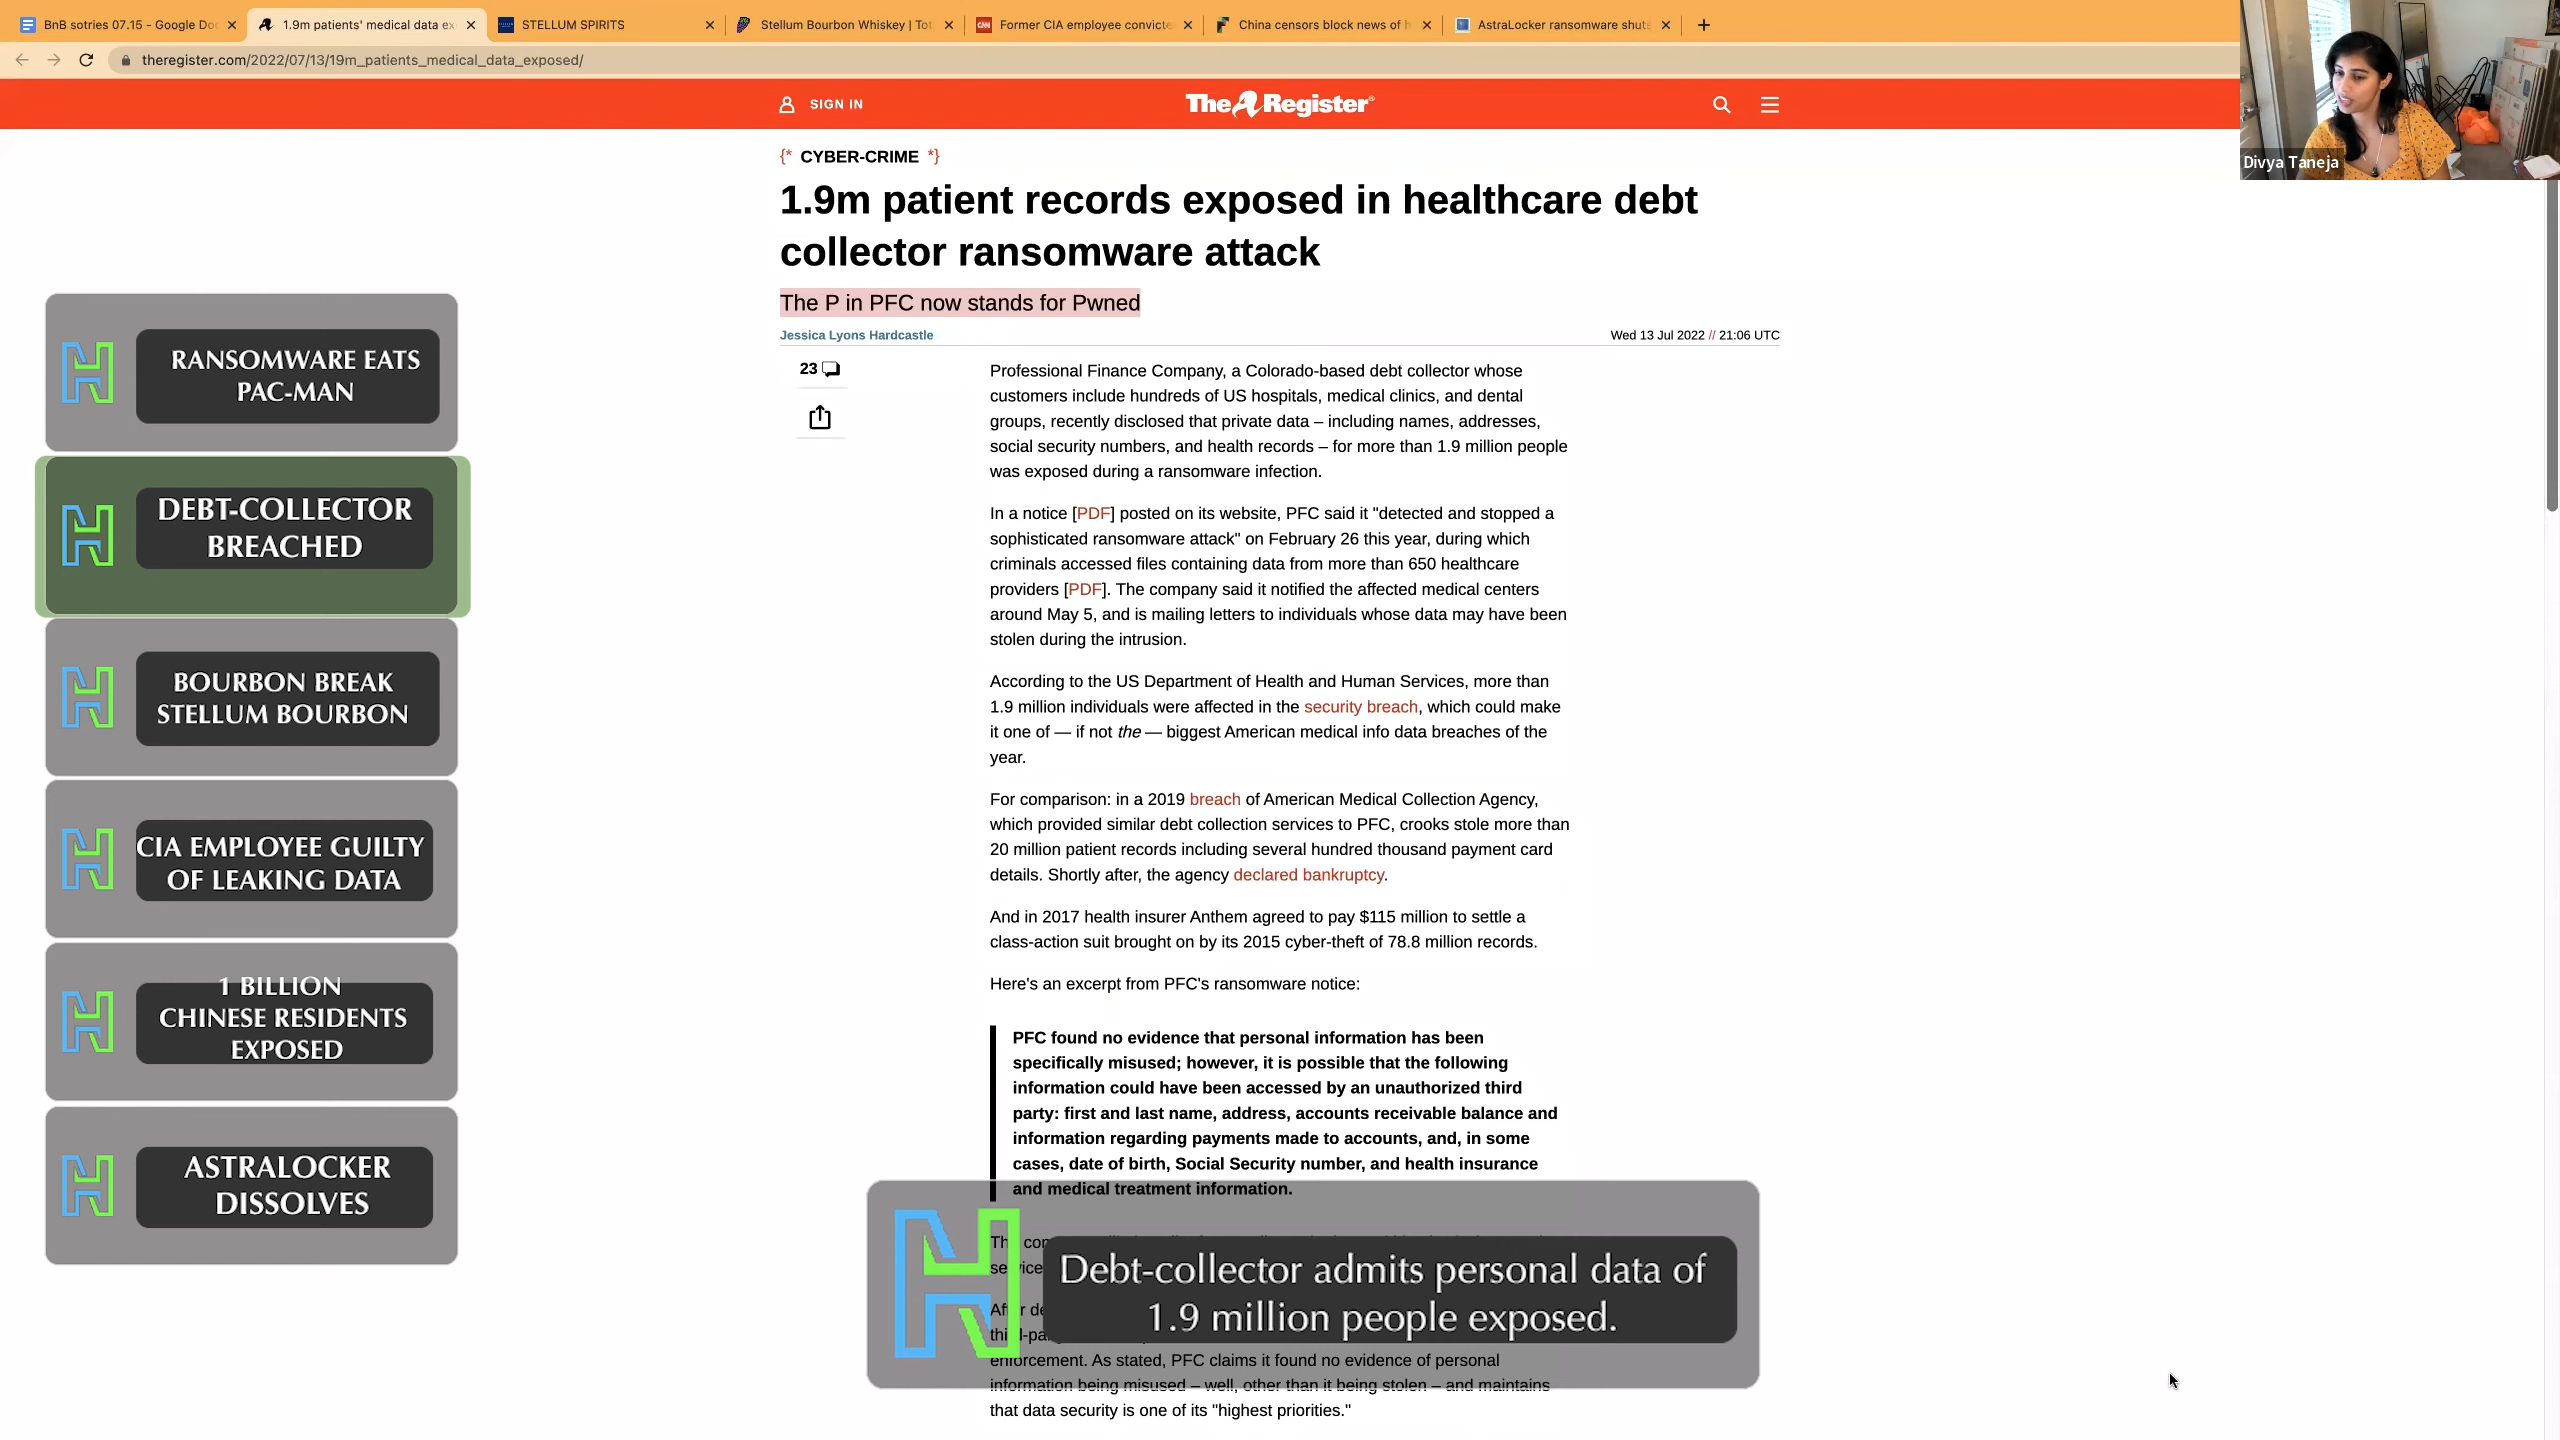 BnB sotries 07.15 - Google Do
1.9m patients' medical data ex
STELLUM SPIRITS
Stellum Bourbon Whiskey | Tot
Former CIA employee convicte
China censors block news of h
AstraLocker ransomware shuts
theregister.com/2022/07/13/19m_patients_medical_data_exposed/
SIGN IN
The Register
Divya Taneja
{* CYBER-CRIME *}
1.9m patient records exposed in healthcare debt
collector ransomware attack
The P in PFC now stands for Pwned
Jessica Lyons Hardcastle
Wed 13 Jul 2022 // 21:06 UTC
23
Professional Finance Company, a Colorado-based debt collector whose
customers include hundreds of US hospitals, medical clinics, and dental
groups, recently disclosed that private data – including names, addresses,
social security numbers, and health records – for more than 1.9 million people
was exposed during a ransomware infection.
In a notice [PDF] posted on its website, PFC said it "detected and stopped a
sophisticated ransomware attack" on February 26 this year, during which
criminals accessed files containing data from more than 650 healthcare
providers [PDF]. The company said it notified the affected medical centers
around May 5, and is mailing letters to individuals whose data may have been
stolen during the intrusion.
According to the US Department of Health and Human Services, more than
1.9 million individuals were affected in the security breach, which could make
it one of — if not the — biggest American medical info data breaches of the
year.
For comparison: in a 2019 breach of American Medical Collection Agency,
which provided similar debt collection services to PFC, crooks stole more than
20 million patient records including several hundred thousand payment card
details. Shortly after, the agency declared bankruptcy.
And in 2017 health insurer Anthem agreed to pay $115 million to settle a
class-action suit brought on by its 2015 cyber-theft of 78.8 million records.
Here's an excerpt from PFC's ransomware notice:
PFC found no evidence that personal information has been
specifically misused; however, it is possible that the following
information could have been accessed by an unauthorized third
party: first and last name, address, accounts receivable balance and
information regarding payments made to accounts, and, in some
cases, date of birth, Social Security number, and health insurance
and medical treatment information.
enforcement. As stated, PFC claims it found no evidence of personal
information being misused – well, other than it being stolen – and maintains
that data security is one of its "highest priorities."
RANSOMWARE EATS
PAC-MAN
DEBT-COLLECTOR
BREACHED
BOURBON BREAK
STELLUM BOURBON
CIA EMPLOYEE GUILTY
OF LEAKING DATA
1 BILLION
CHINESE RESIDENTS
EXPOSED
ASTRALOCKER
DISSOLVES
Debt-collector admits personal data of
1.9 million people exposed.